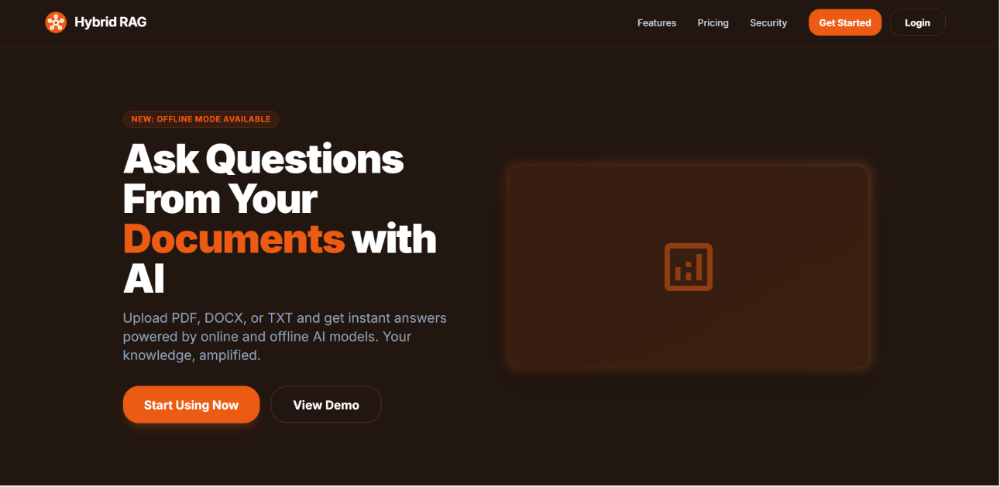 Hybrid RAG
Features
Pricing
Security
Get Started
Login
NEW: OFFLINE MODE AVAILABLE
Ask Questions
From Your
Documents with
AI
Upload PDF, DOCX, or TXT and get instant answers
powered by online and offline AI models. Your
knowledge, amplified.
Start Using Now
View Demo